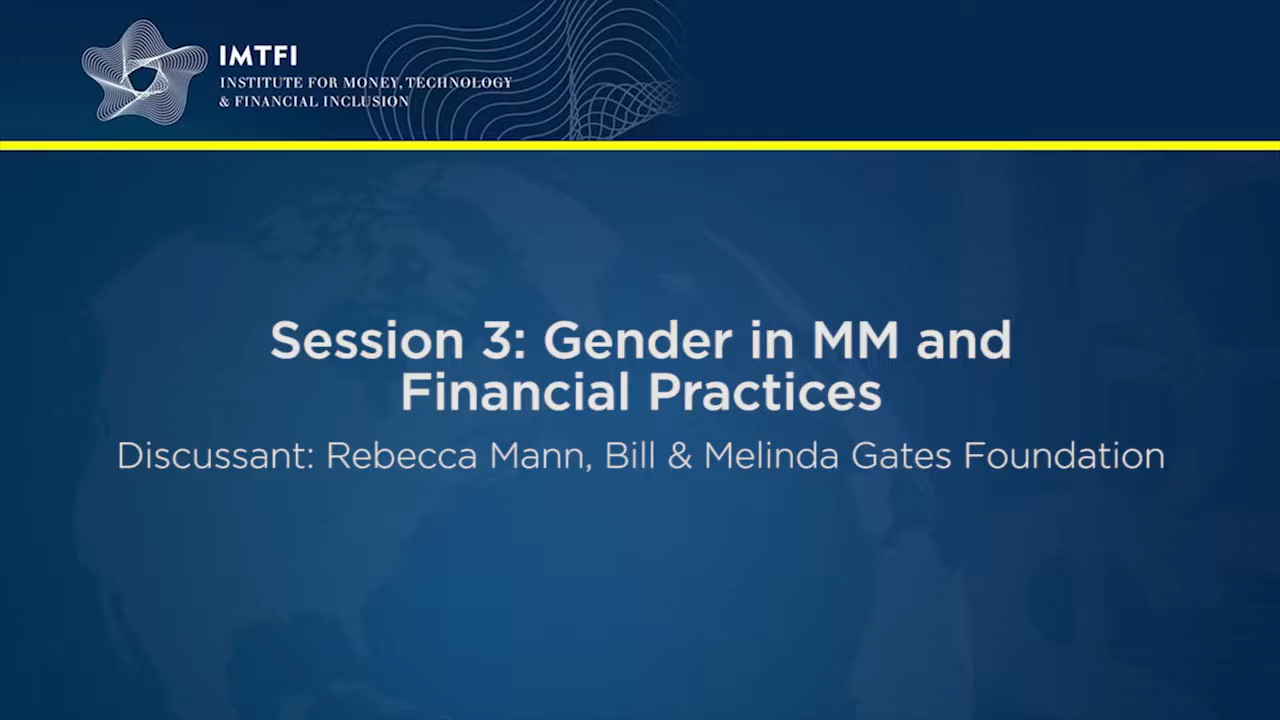 IMTFI
INSTITUTE FOR MONEY, TECHNOLOGY
& FINANCIAL INCLUSION
Session 3: Gender in MM and
Financial Practices
Discussant: Rebecca Mann, Bill & Melinda Gates Foundation